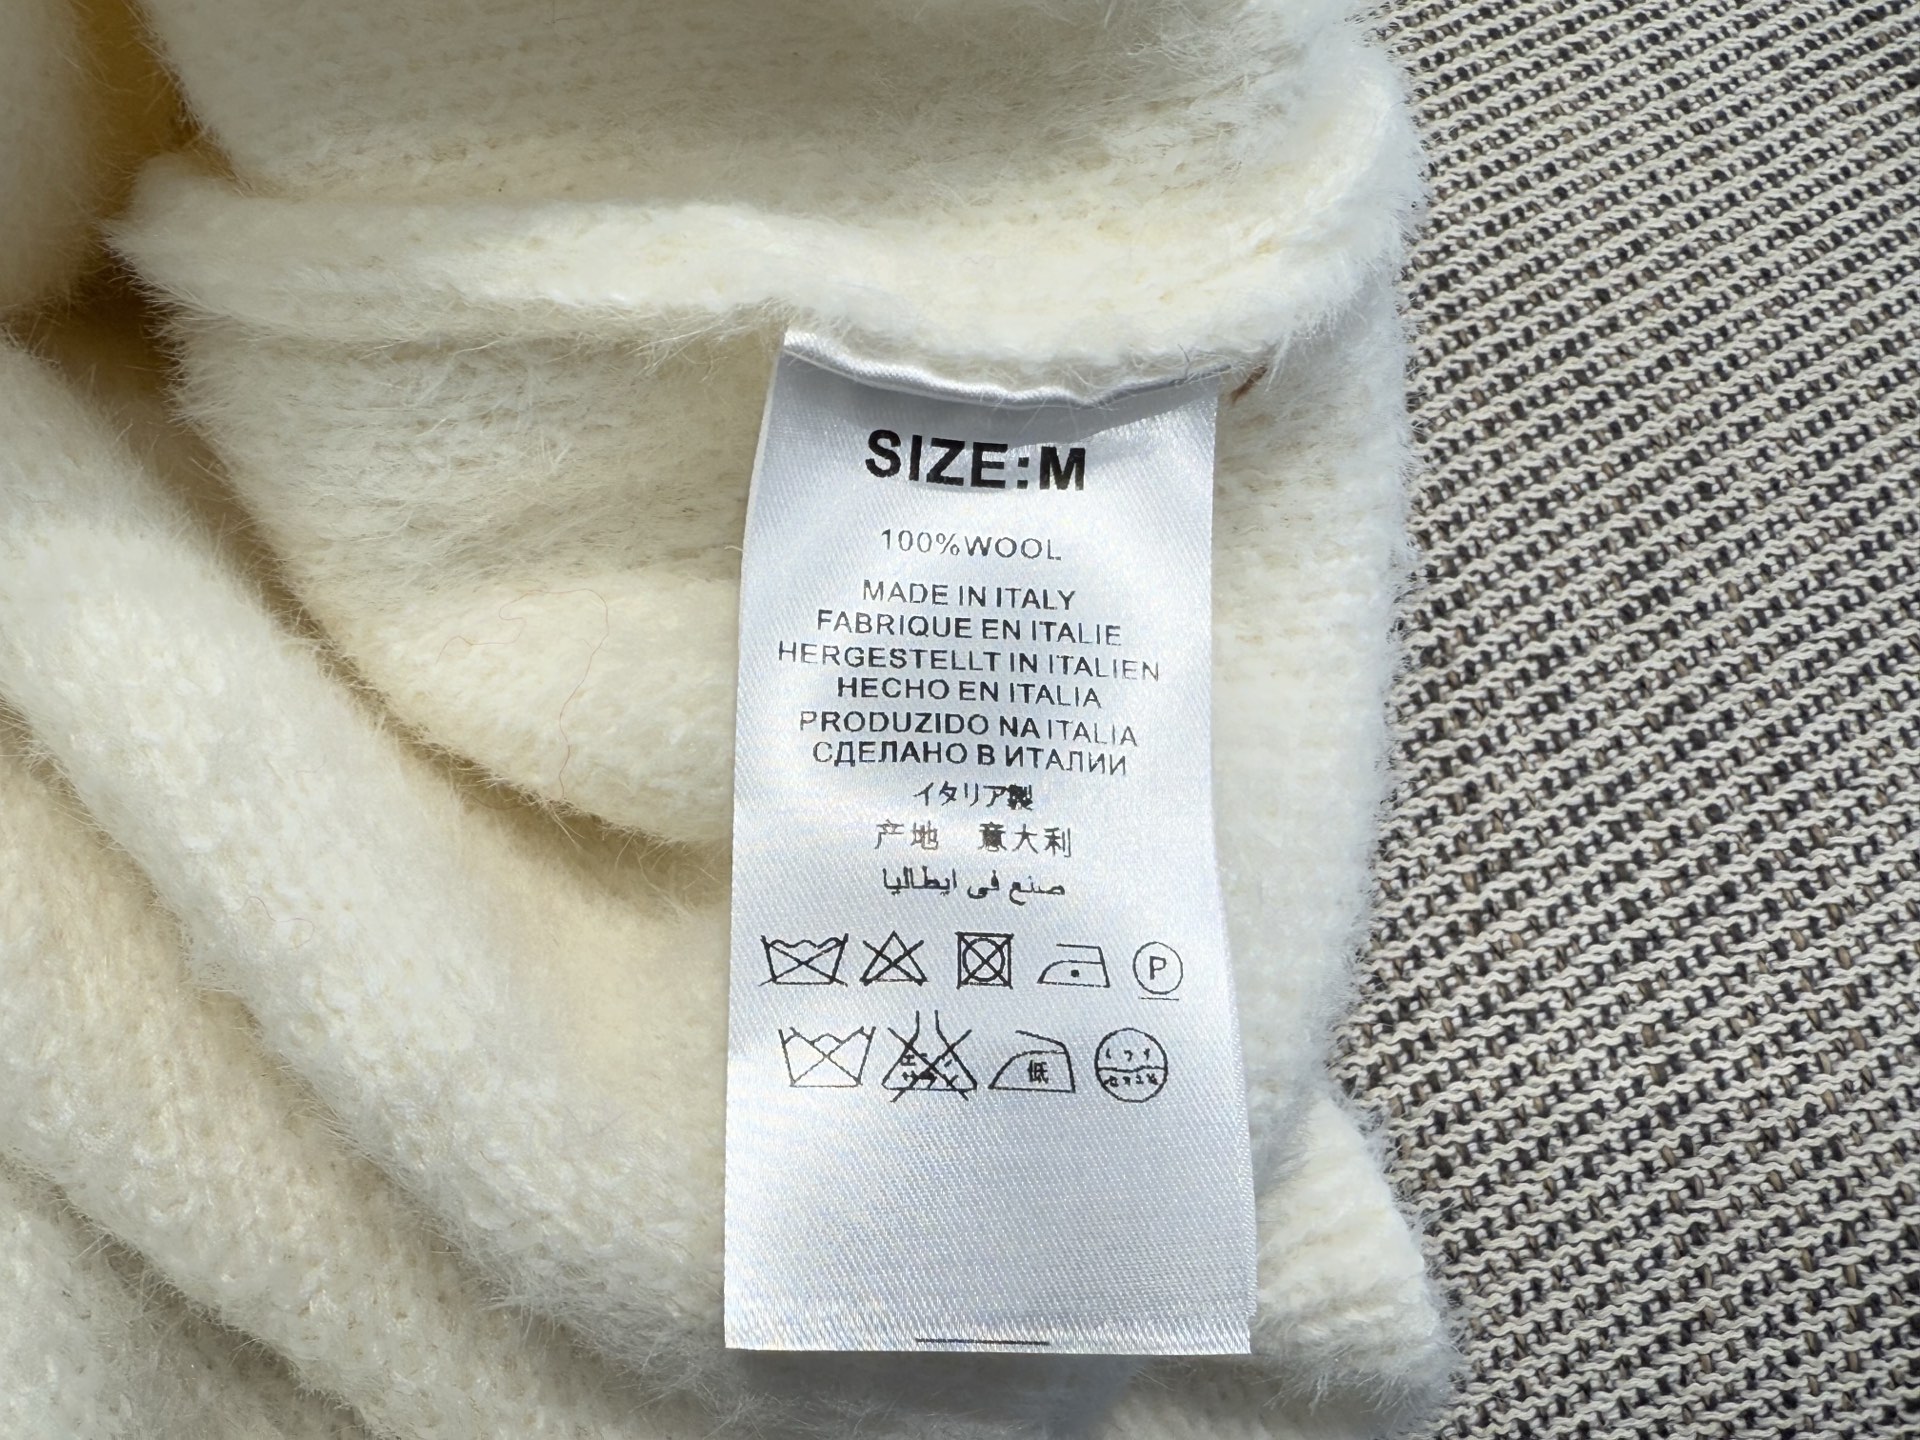 SIZE:M
100%WOOL
MADE IN ITALY
FABRIQUE EN ITALIE
HERGESTELLT IN ITALIEN
HECHO EN ITALIA
PRODUZIDO NA ITALIA
СДЕЛАНО В ИТАЛИИ
イタリア製
产地 意大利
صنع فى ايطاليا
P
低